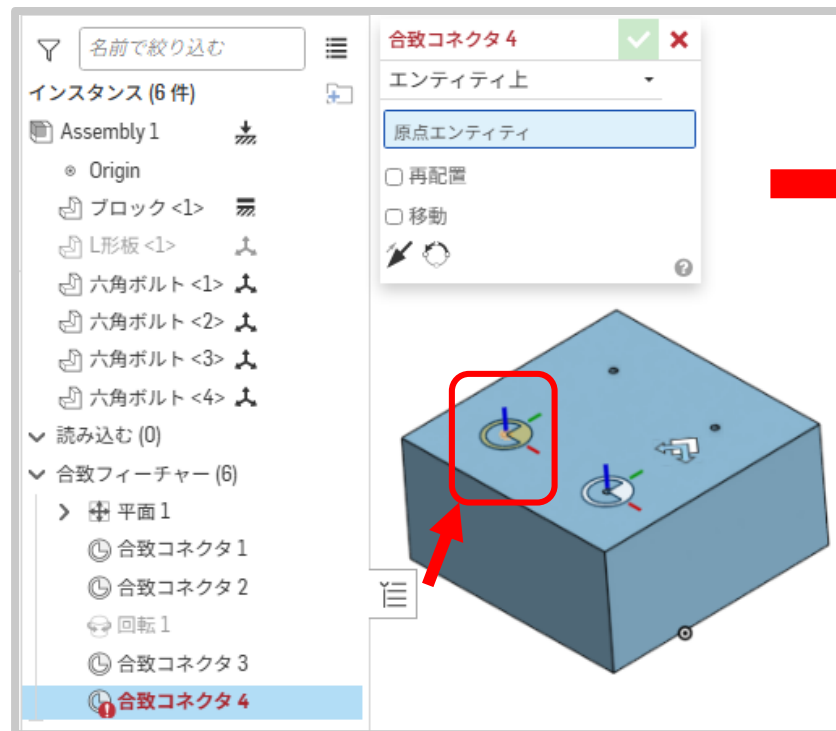 名前で絞り込む
インスタンス (6 件)
Assembly 1
Origin
ブロック <1>
L形板 <1>
六角ボルト <1>
六角ボルト <2>
六角ボルト <3>
六角ボルト <4>
読み込む (0)
合致フィーチャー (6)
平面 1
合致コネクタ 1
合致コネクタ 2
回転 1
合致コネクタ 3
合致コネクタ 4
合致コネクタ 4
エンティティ上
原点エンティティ
再配置
移動